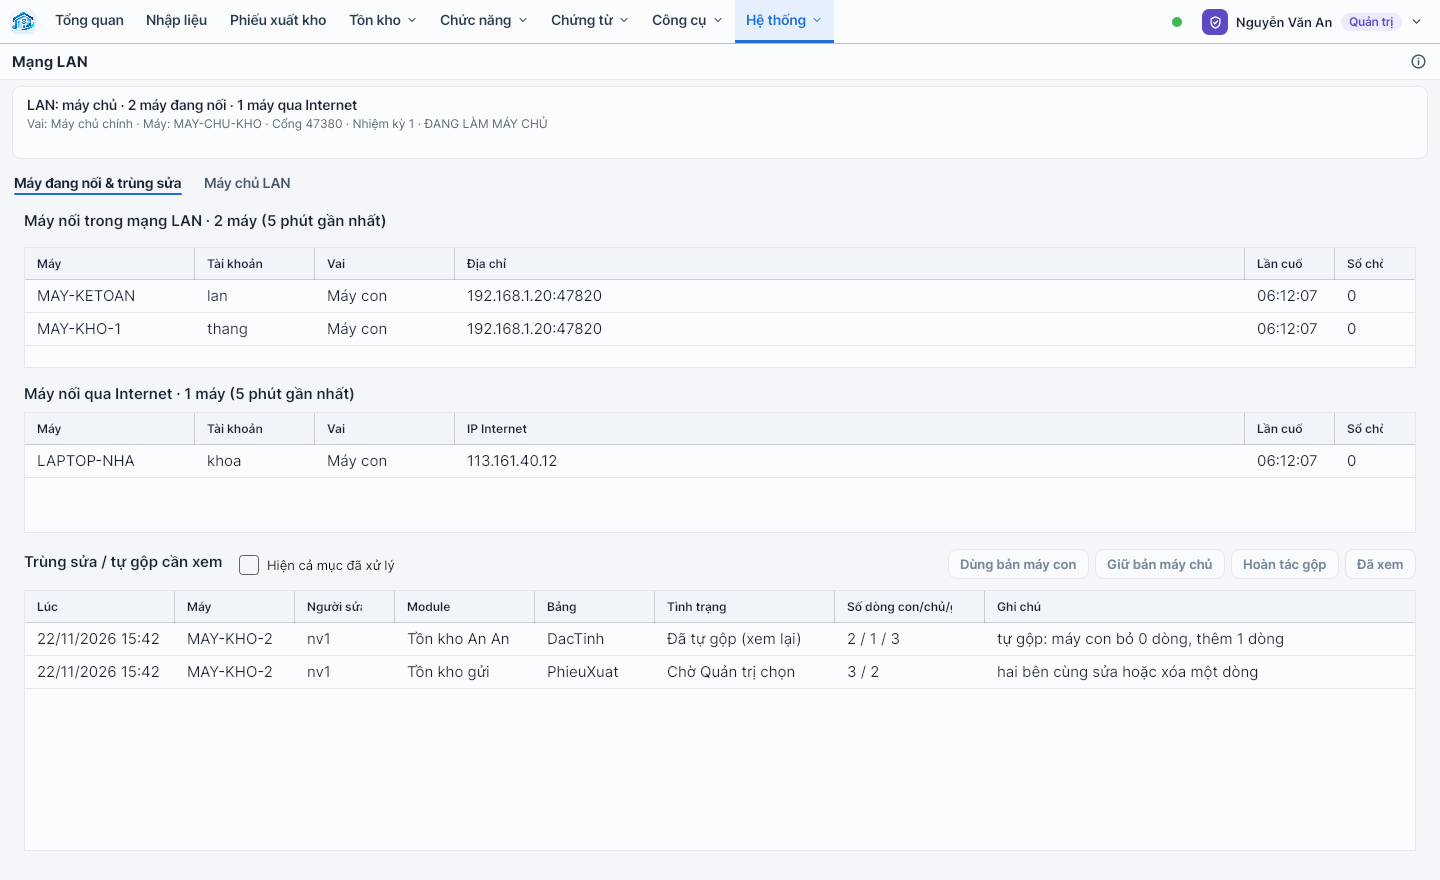 Tổng quan Nhập liệu Phiếu xuất kho Tồn kho Chức năng Chứng từ Công cụ Hệ thống Nguyễn Văn An Quản trị
Mạng LAN
LAN: máy chủ · 2 máy đang nối · 1 máy qua Internet
Vai: Máy chủ chính · Máy: MAY-CHU-KHO · Cổng 47380 · Nhiệm kỳ 1 · ĐANG LÀM MÁY CHỦ
Máy đang nối & trùng sửa Máy chủ LAN
Máy nối trong mạng LAN · 2 máy (5 phút gần nhất)
Máy Tài khoản Vai Địa chỉ Lần cuố Sổ chờ
MAY-KETOAN lan Máy con 192.168.1.20:47820 06:12:07 0
MAY-KHO-1 thang Máy con 192.168.1.20:47820 06:12:07 0
Máy nối qua Internet · 1 máy (5 phút gần nhất)
Máy Tài khoản Vai IP Internet Lần cuố Sổ chờ
LAPTOP-NHA khoa Máy con 113.161.40.12 06:12:07 0
Trùng sửa / tự gộp cần xem Hiện cả mục đã xử lý Dùng bản máy con Giữ bản máy chủ Hoàn tác gộp Đã xem
Lúc Máy Người sửa Module Bảng Tình trạng Số dòng con/chủ/ Ghi chú
22/11/2026 15:42 MAY-KHO-2 nv1 Tồn kho An An DacTinh Đã tự gộp (xem lại) 2 / 1 / 3 tự gộp: máy con bỏ 0 dòng, thêm 1 dòng
22/11/2026 15:42 MAY-KHO-2 nv1 Tồn kho gửi PhieuXuat Chờ Quản trị chọn 3 / 2 hai bên cùng sửa hoặc xóa một dòng